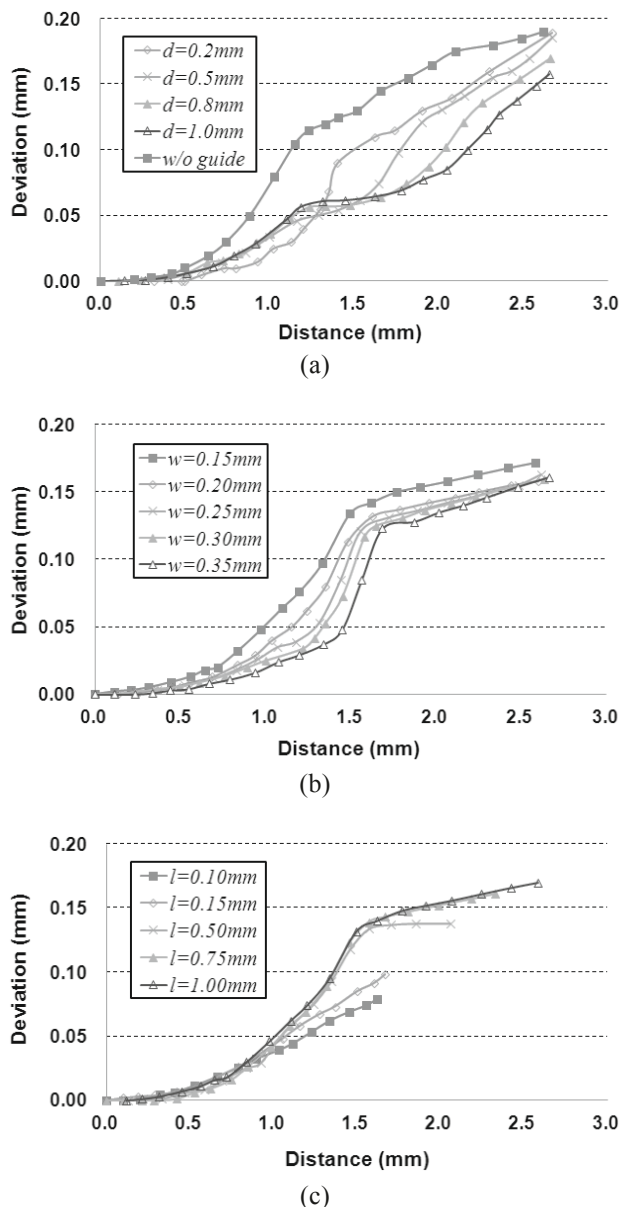 0.20
0.15
0.10
0.05
0.00
Deviation (mm)
d=0.2mm
d=0.5mm
d=0.8mm
d=1.0mm
w/o guide
0.0 0.5 1.0 1.5 2.0 2.5 3.0
Distance (mm)
(a)
0.20
0.15
0.10
0.05
0.00
Deviation (mm)
w=0.15mm
w=0.20mm
w=0.25mm
w=0.30mm
w=0.35mm
0.0 0.5 1.0 1.5 2.0 2.5 3.0
Distance (mm)
(b)
0.20
0.15
0.10
0.05
0.00
Deviation (mm)
l=0.10mm
l=0.15mm
l=0.50mm
l=0.75mm
l=1.00mm
0.0 0.5 1.0 1.5 2.0 2.5 3.0
Distance (mm)
(c)